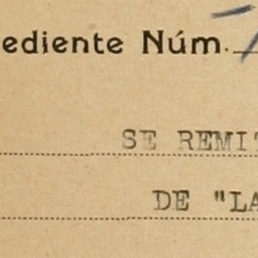 ediente Núm.
SE REMIT
DE "LA